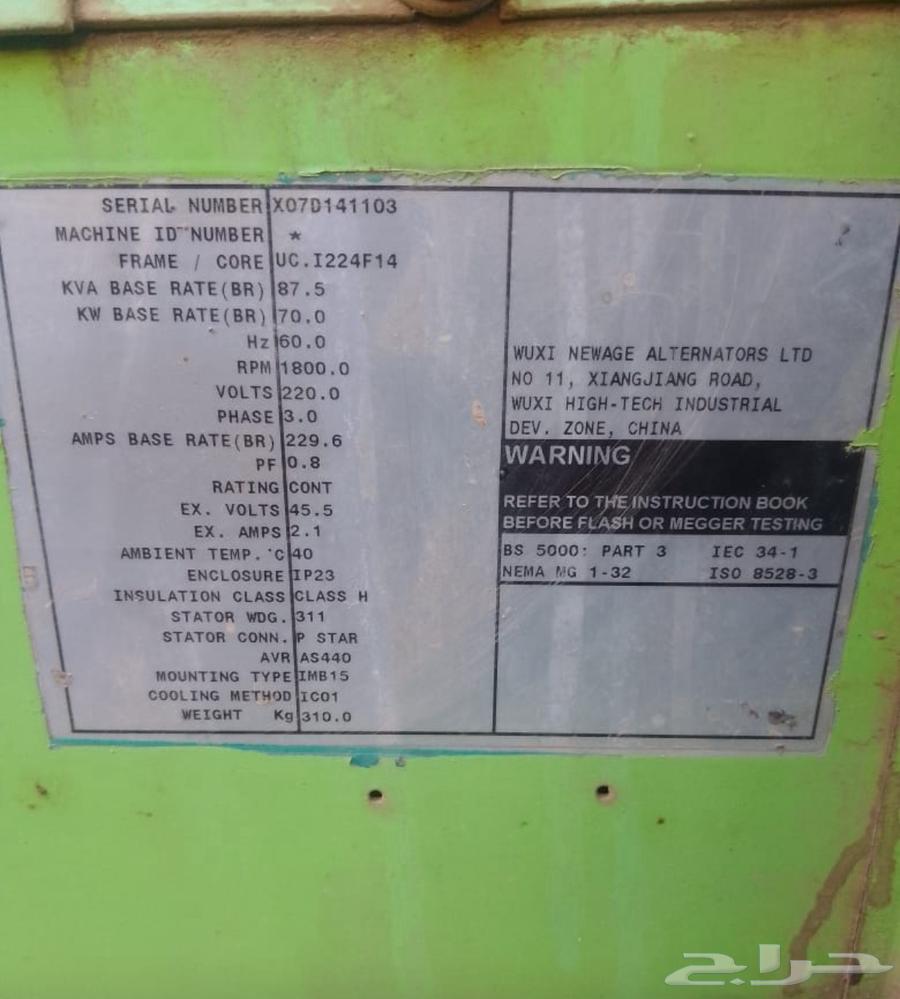 SERIAL NUMBER X07D141103
MACHINE ID NUMBER *
FRAME / CORE UC.I224F14
KVA BASE RATE(BR) 87.5
KW BASE RATE(BR) 70.0
Hz 60.0
RPM 1800.0
VOLTS 220.0
PHASE 3.0
AMPS BASE RATE(BR) 229.6
PF 0.8
RATING CONT
EX. VOLTS 45.5
EX. AMPS 2.1
AMBIENT TEMP.°C 40
ENCLOSURE IP23
INSULATION CLASS CLASS H
STATOR WDG. 311
STATOR CONN. P STAR
AVR AS440
MOUNTING TYPE IMB15
COOLING METHOD IC01
WEIGHT Kg 310.0
WUXI NEWAGE ALTERNATORS LTD
NO 11, XIANGJIANG ROAD,
WUXI HIGH-TECH INDUSTRIAL
DEV. ZONE, CHINA
WARNING
REFER TO THE INSTRUCTION BOOK
BEFORE FLASH OR MEGGER TESTING
BS 5000: PART 3 IEC 34-1
NEMA MG 1-32 ISO 8528-3
حراج